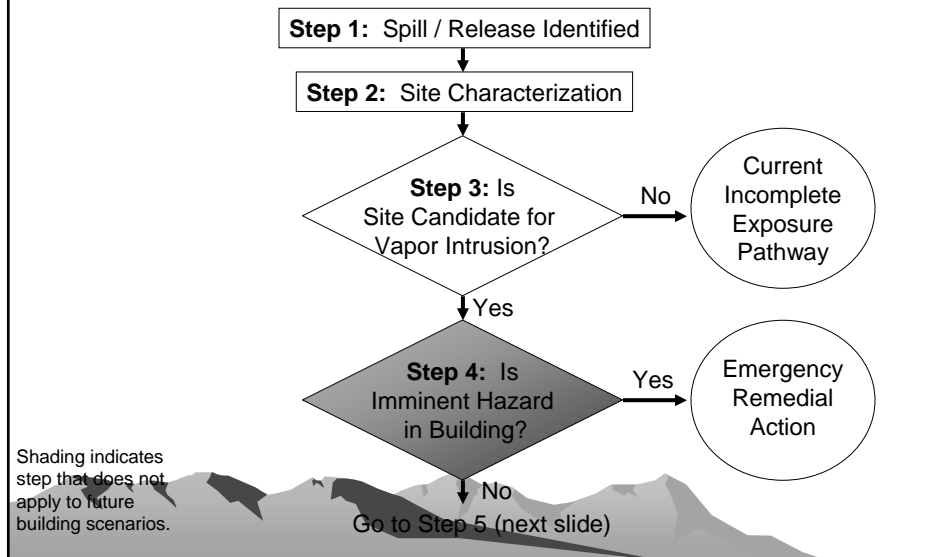 Step 1: Spill / Release Identified
Step 2: Site Characterization
Step 3: Is
Site Candidate for
Vapor Intrusion?
No
Current
Incomplete
Exposure
Pathway
Yes
Step 4: Is
Imminent Hazard
in Building?
Yes
Emergency
Remedial
Action
Shading indicates
step that does not
apply to future
building scenarios.
No
Go to Step 5 (next slide)